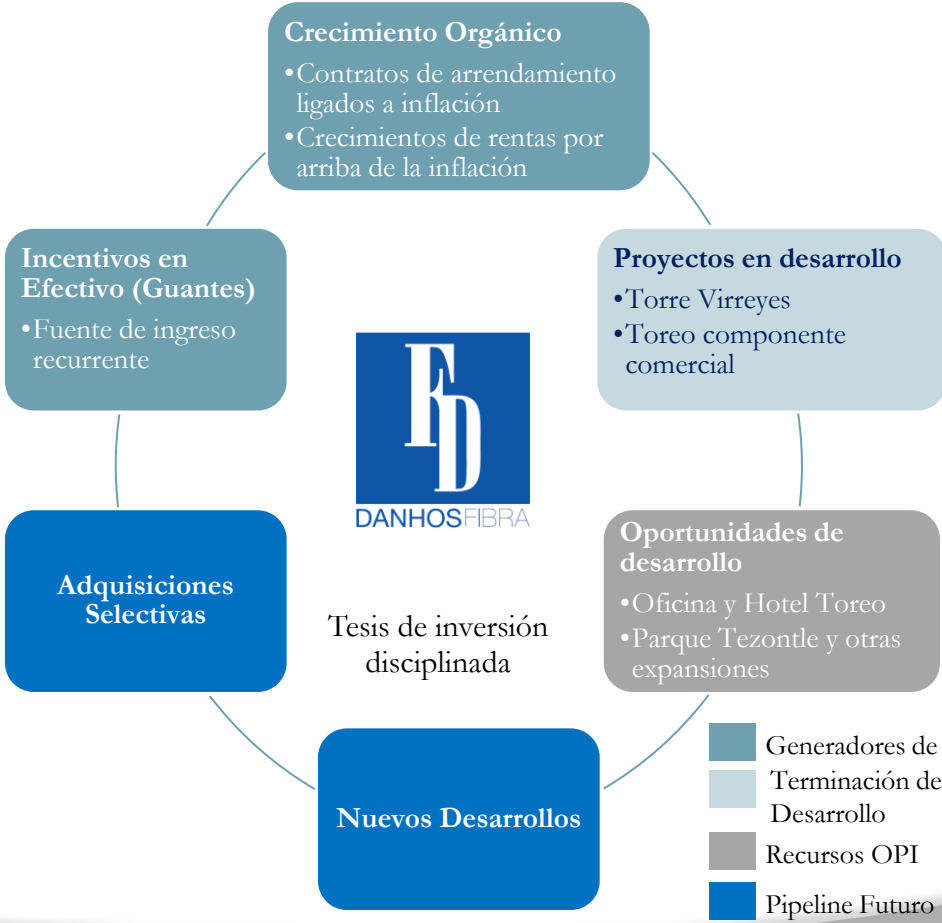 Crecimiento Orgánico
•Contratos de arrendamiento
ligados a inflación
•Crecimientos de rentas por
arriba de la inflación
Incentivos en
Efectivo (Guantes)
•Fuente de ingreso
recurrente
Proyectos en desarrollo
•Torre Virreyes
•Toreo componente
comercial
FD
DANHOSFIBRA
Adquisiciones
Selectivas
Tesis de inversión
disciplinada
Oportunidades de
desarrollo
•Oficina y Hotel Toreo
•Parque Tezontle y otras
expansiones
Nuevos Desarrollos
Generadores de
Terminación de
Desarrollo
Recursos OPI
Pipeline Futuro